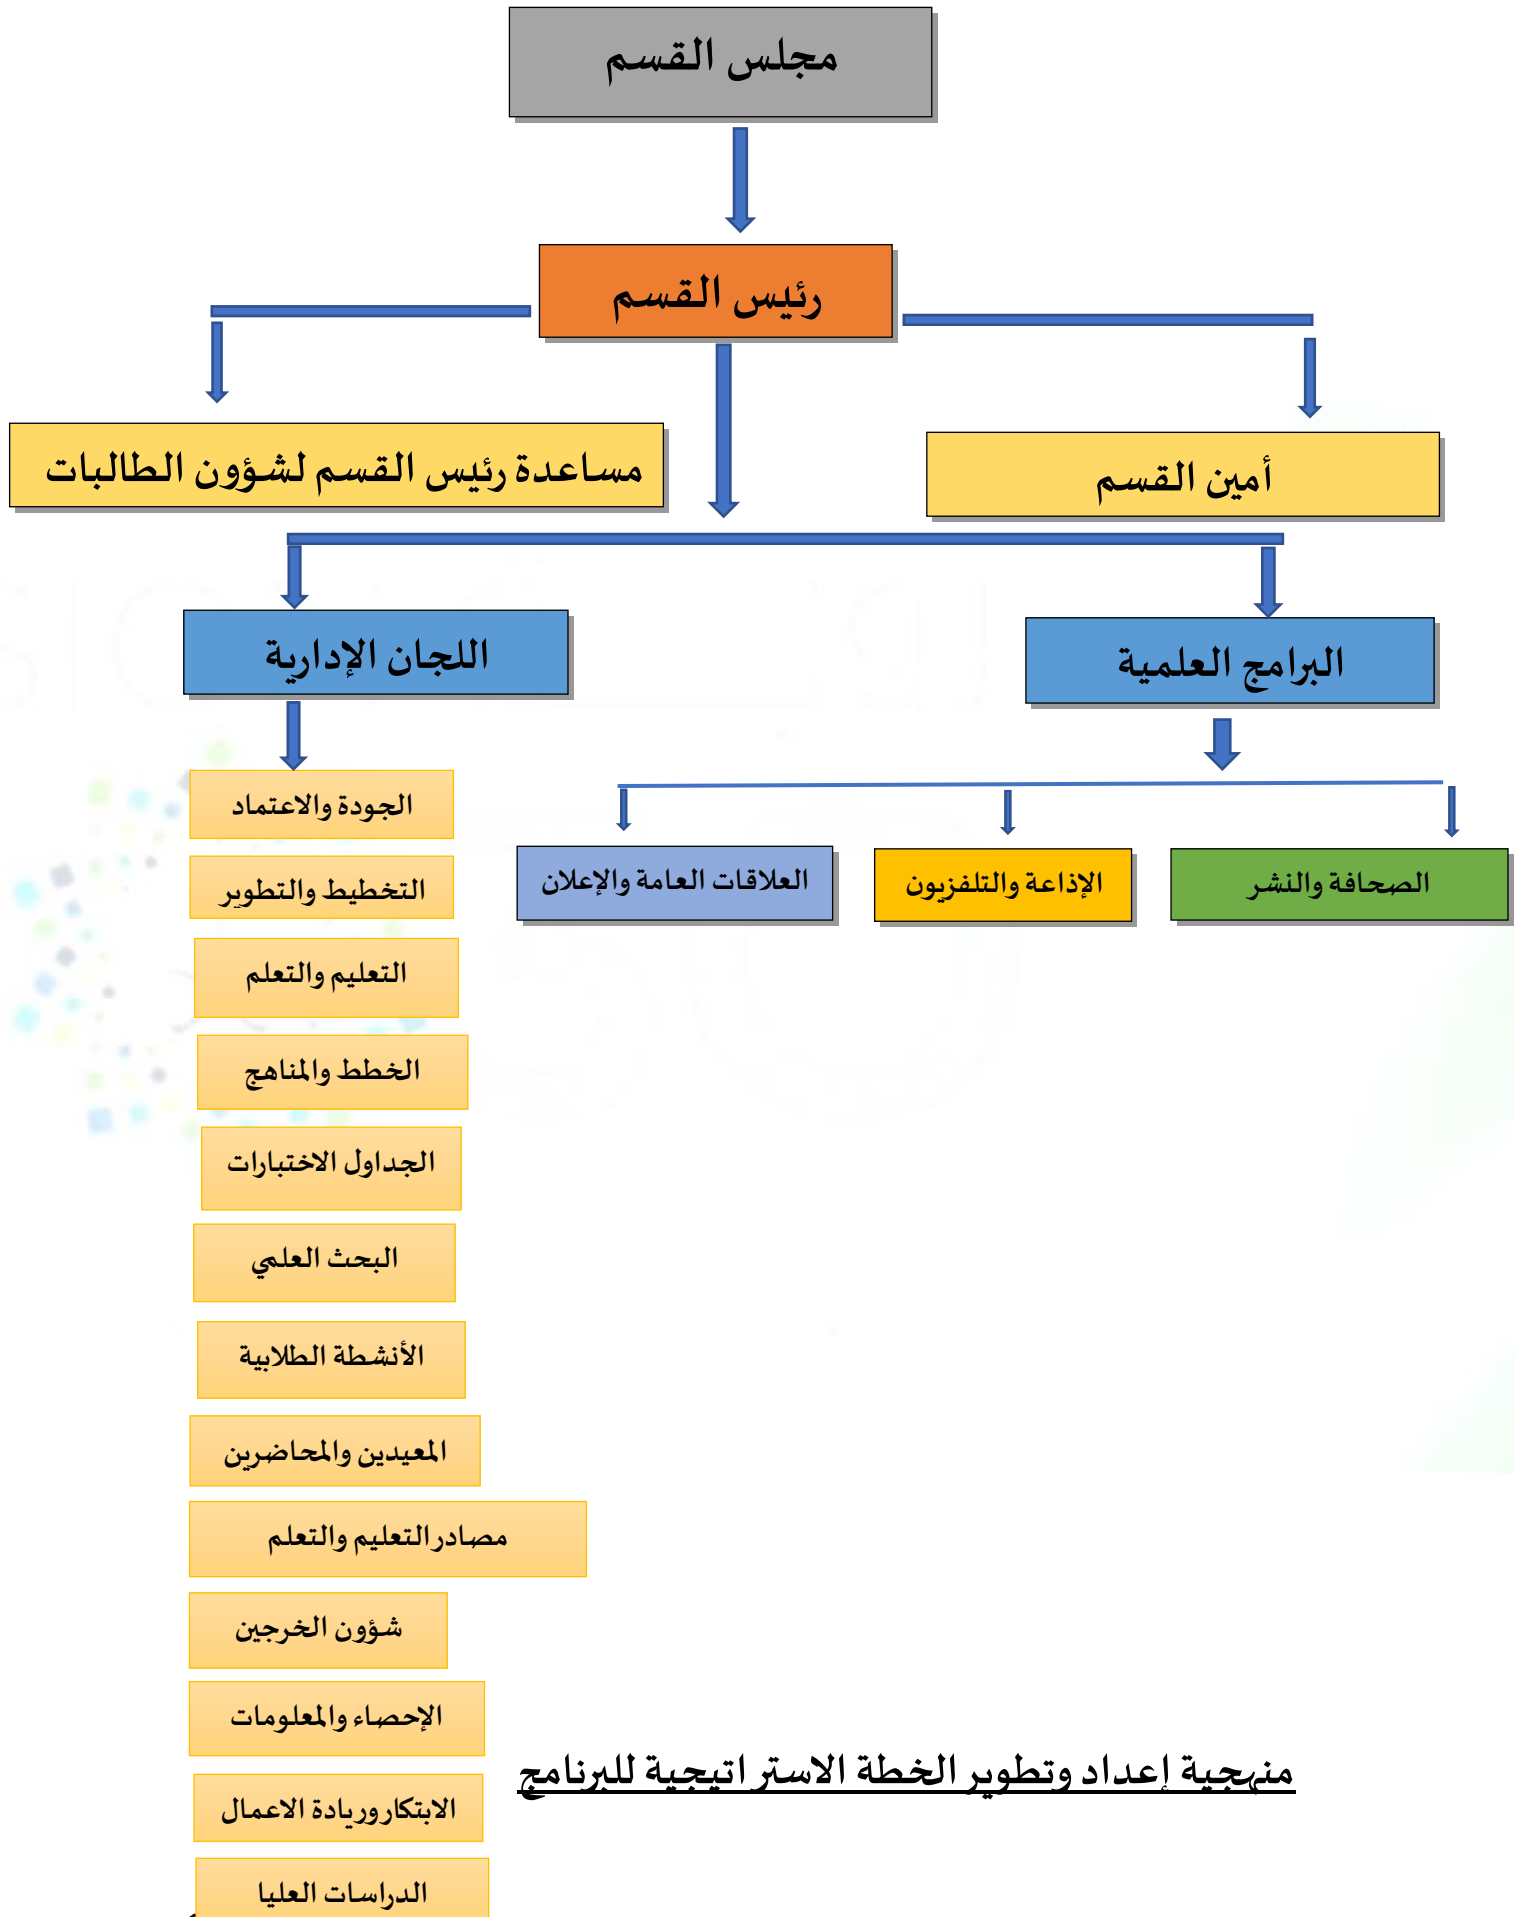 مجلس القسم
رئيس القسم
أمين القسم
مساعدة رئيس القسم لشؤون الطالبات
البرامج العلمية
اللجان الإدارية
الصحافة والنشر
الإذاعة والتلفزيون
العلاقات العامة والإعلان
الجودة والاعتماد
التخطيط والتطوير
التعليم والتعلم
الخطط والمناهج
الجداول الاختبارات
البحث العلمي
الأنشطة الطلابية
المعيدين والمحاضرين
مصادر التعليم والتعلم
شؤون الخرجين
الإحصاء والمعلومات
منهجية إعداد وتطوير الخطة الاستراتيجية للبرنامج
الابتكار وريادة الاعمال
الدراسات العليا